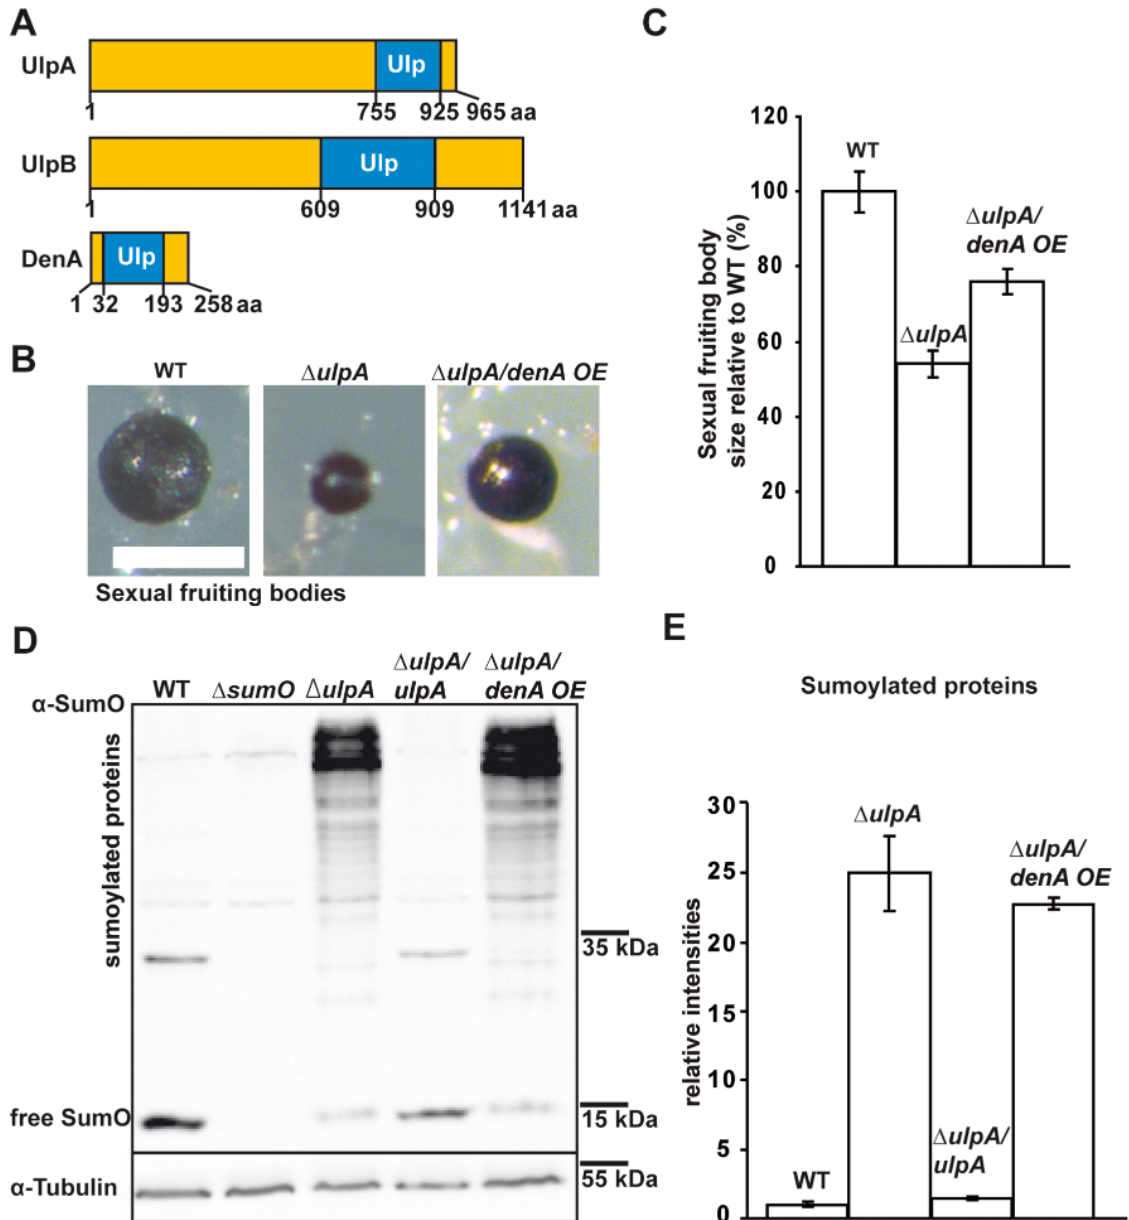 A
UlpA
Ulp
1
755
925
965 aa
UlpB
Ulp
1
609
909
1141 aa
DenA
Ulp
1
32
193
258 aa
B
WT
ΔulpA
ΔulpA/denA OE
Sexual fruiting bodies
C
Sexual fruiting body
size relative to WT (%)
120
100
80
60
40
20
0
WT
ΔulpA
ΔulpA/
denA OE
D
α-SumO
WT
ΔsumO
ΔulpA
ΔulpA/
ulpA
ΔulpA/
denA OE
sumoylated proteins
35 kDa
free SumO
15 kDa
α-Tubulin
55 kDa
E
Sumoylated proteins
relative intensities
30
25
20
15
10
5
0
WT
ΔulpA
ΔulpA/
ulpA
ΔulpA/
denA OE